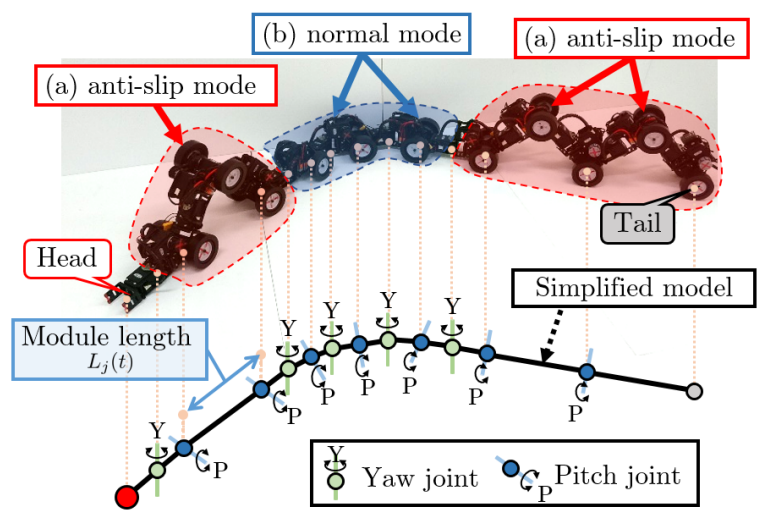 (b) normal mode
(a) anti-slip mode
(a) anti-slip mode
Head
Tail
Simplified model
Module length
L_j(t)
Y
Y
Y
Y
Y
P
P
P
P
P
P
P
Y
Yaw joint
P
Pitch joint